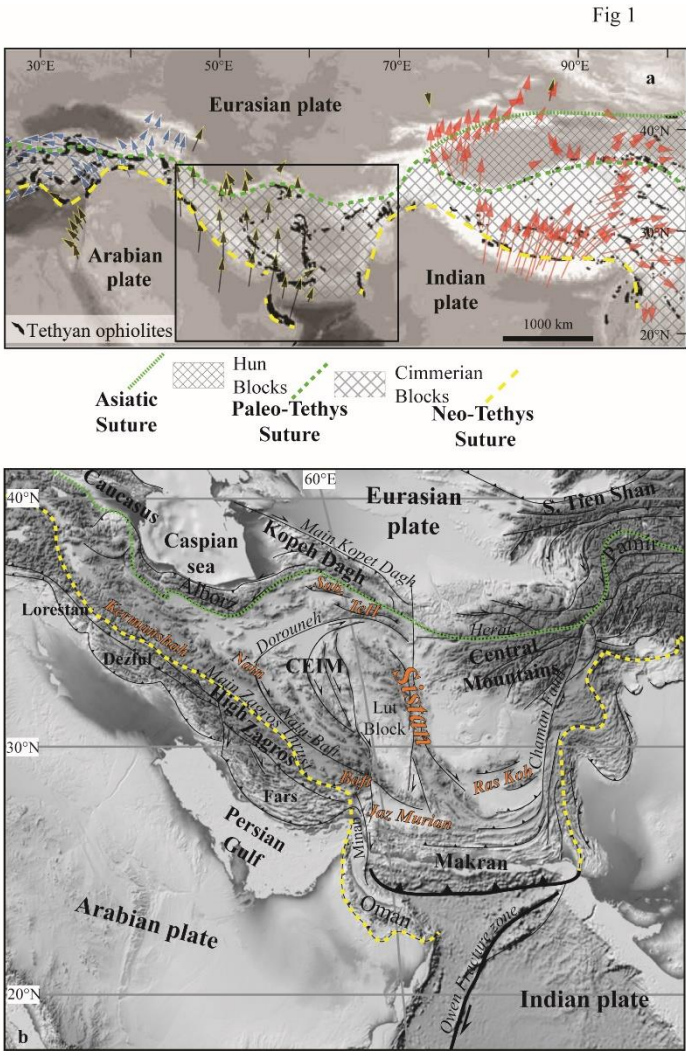 Fig 1
30°E
50°E
70°E
90°E
a
Eurasian plate
40°N
30°N
Arabian
plate
Indian
plate
Tethyan ophiolites
1000 km
20°N
Asiatic
Suture
Hun
Blocks
Paleo-Tethys
Suture
Cimmerian
Blocks
Neo-Tethys
Suture
60°E
40°N
Caucasus
Caspian
sea
Eurasian
plate
S. Tien Shan
Pamir
Main Kopet Dagh
Kopeh Dagh
Alborz
Lorestan
Kermanshah
Dezful
Dorouneh
Herat
Central
Mountains
Nain
CEIM
Sistan
Lut
Block
Chaman Fault
Main Zagros Thrust
High Zagros
Nain Baft
30°N
Baft
Ras Koh
Fars
Jaz Murian
Persian
Gulf
Minab
Makran
Oman
Arabian plate
Owen Fracture zone
20°N
Indian plate
b